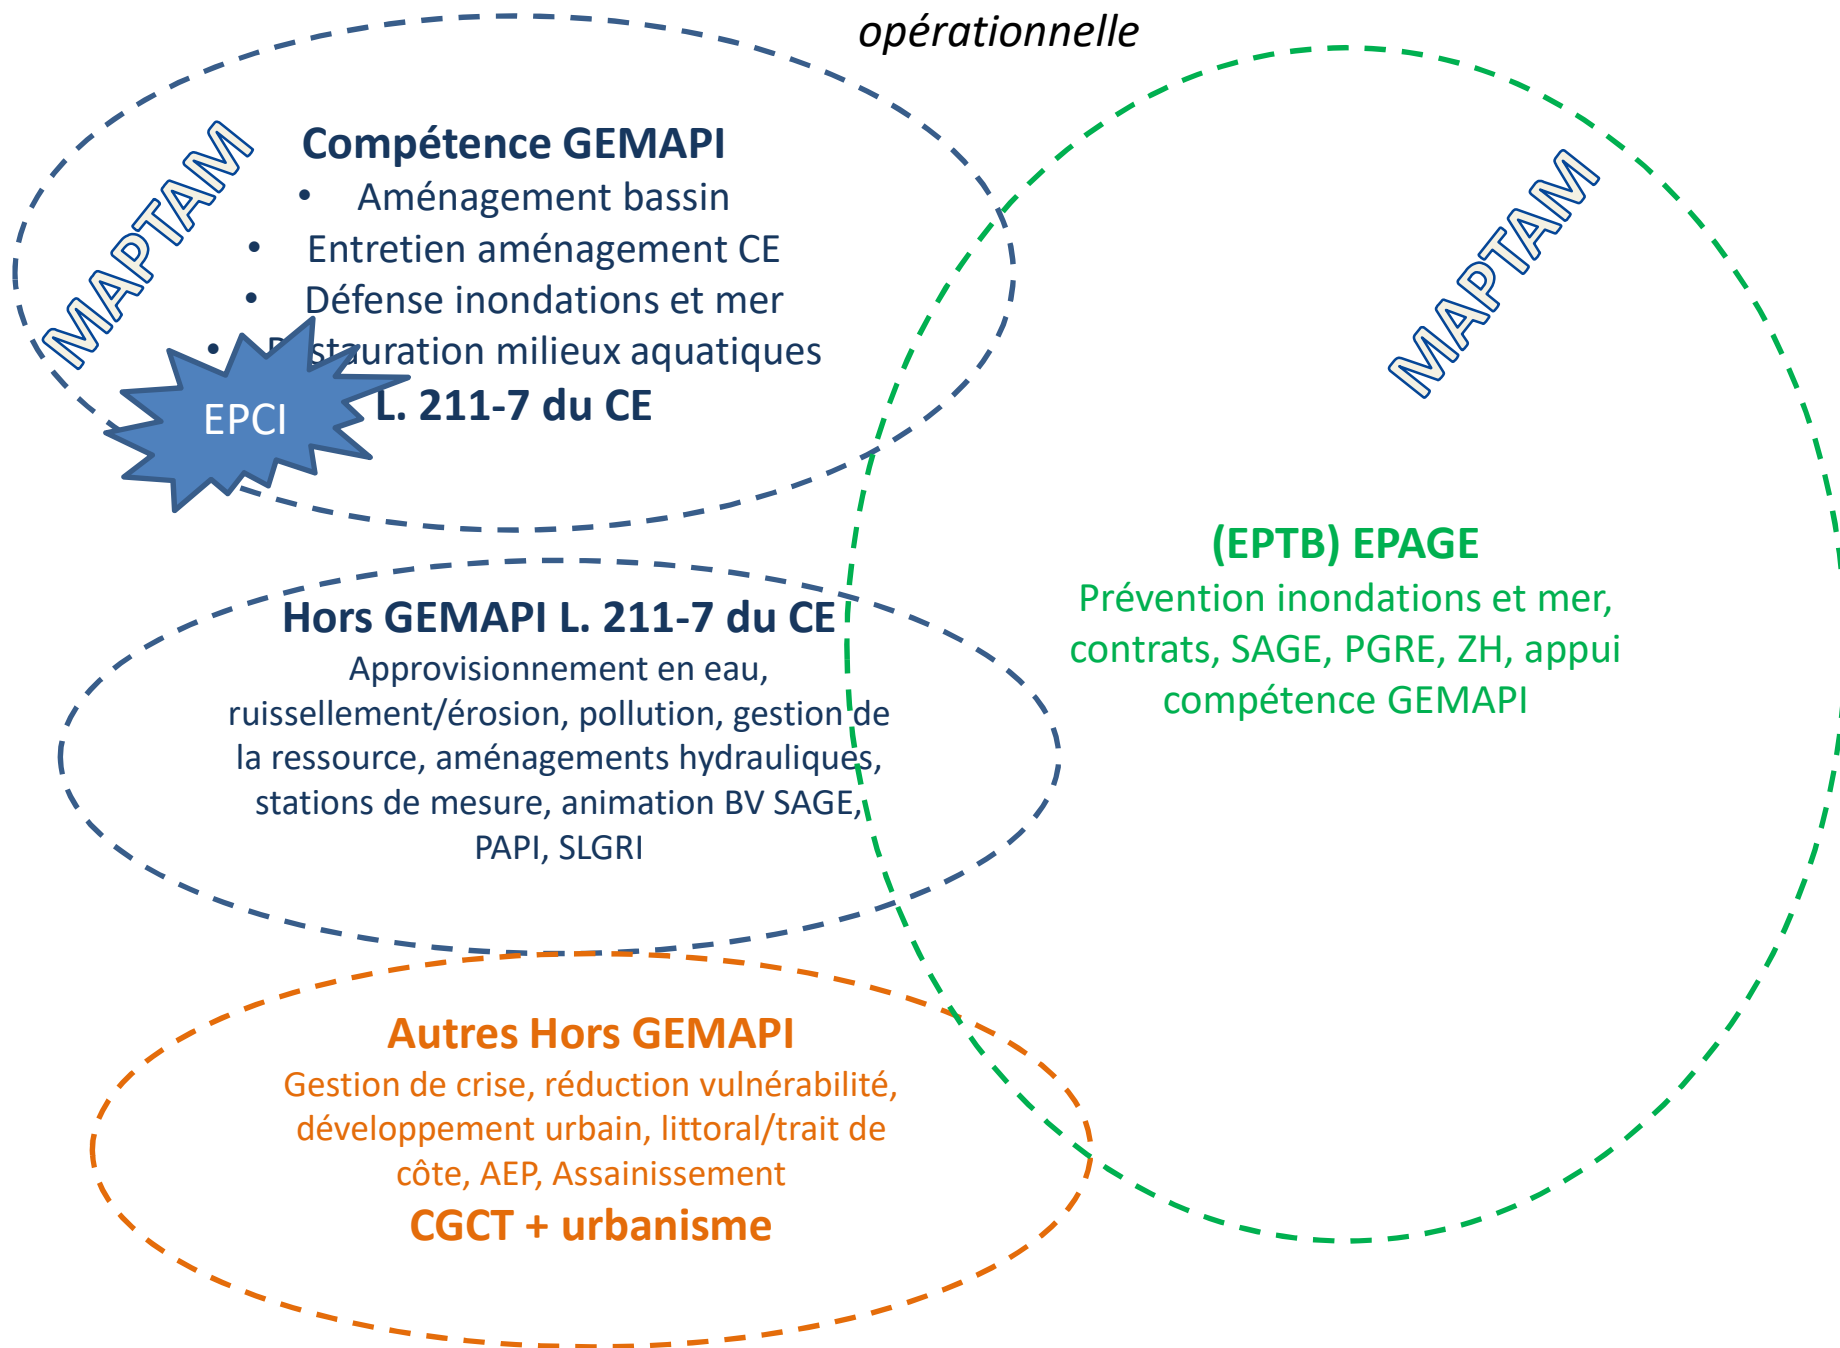 opérationnelle
MAPTAM
Compétence GEMAPI
• Aménagement bassin
• Entretien aménagement CE
• Défense inondations et mer
• Restauration milieux aquatiques
L. 211-7 du CE
EPCI
Hors GEMAPI L. 211-7 du CE
Approvisionnement en eau,
ruissellement/érosion, pollution, gestion de
la ressource, aménagements hydrauliques,
stations de mesure, animation BV SAGE,
PAPI, SLGRI
Autres Hors GEMAPI
Gestion de crise, réduction vulnérabilité,
développement urbain, littoral/trait de
côte, AEP, Assainissement
CGCT + urbanisme
MAPTAM
(EPTB) EPAGE
Prévention inondations et mer,
contrats, SAGE, PGRE, ZH, appui
compétence GEMAPI